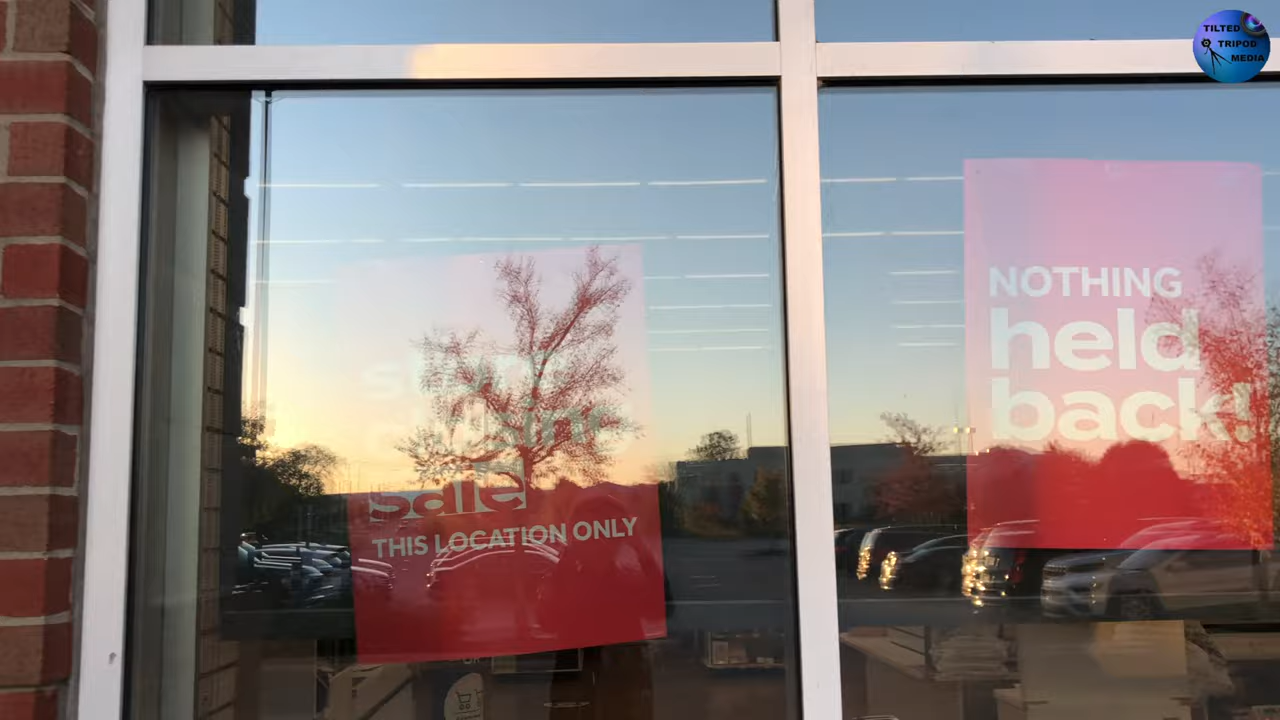 TILTED
TRIPOD
MEDIA
sale
THIS LOCATION ONLY
NOTHING
held
back!